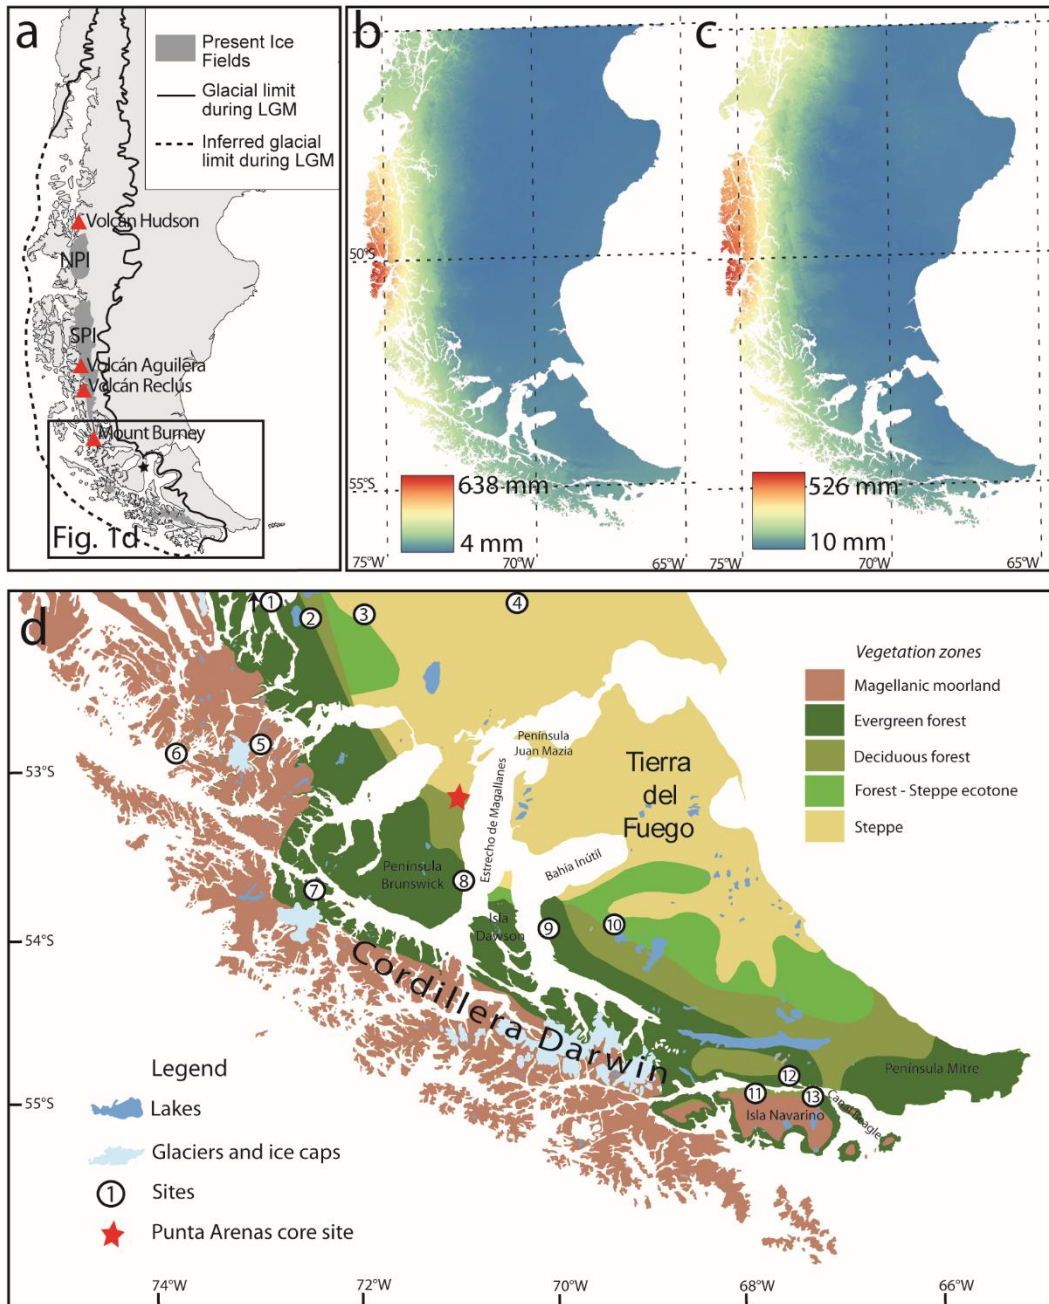 a
Present Ice
Fields
Glacial limit
during LGM
Inferred glacial
limit during LGM
Volcán Hudson
NPI
SPI
Volcán Aguilera
Volcán Reclús
Mount Burney
Fig. 1d
b
c
50°S
55°S
638 mm
4 mm
526 mm
10 mm
75°W
70°W
65°W
75°W
70°W
65°W
d
1
2
3
4
5
6
7
8
9
10
11
12
13
Vegetation zones
Magellanic moorland
Evergreen forest
Deciduous forest
Forest - Steppe ecotone
Steppe
Península
Juan Mazia
Estrecho de Magallanes
Tierra
del
Fuego
Bahía Inútil
Península
Brunswick
Isla
Dawson
Cordillera Darwin
Península Mitre
Isla Navarino
Canal Beagle
53°S
54°S
55°S
Legend
Lakes
Glaciers and ice caps
1 Sites
Punta Arenas core site
74°W
72°W
70°W
68°W
66°W